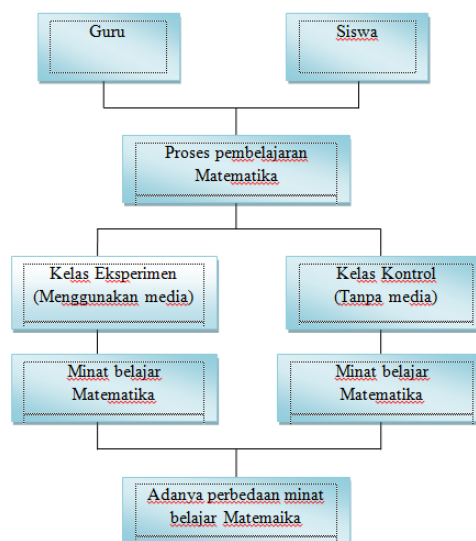 Guru
Siswa
Proses pembelajaran
Matematika
Kelas Eksperimen
(Menggunakan media)
Kelas Kontrol
(Tanpa media)
Minat belajar
Matematika
Minat belajar
Matematika
Adanya perbedaan minat
belajar Matemaika